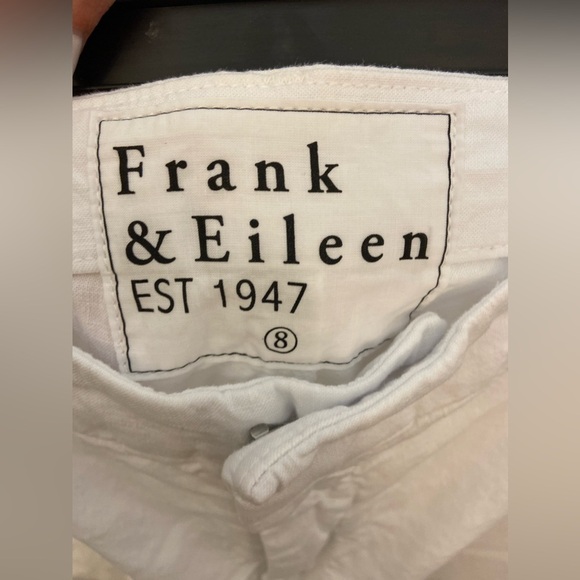 Frank
& Eileen
EST 1947
8